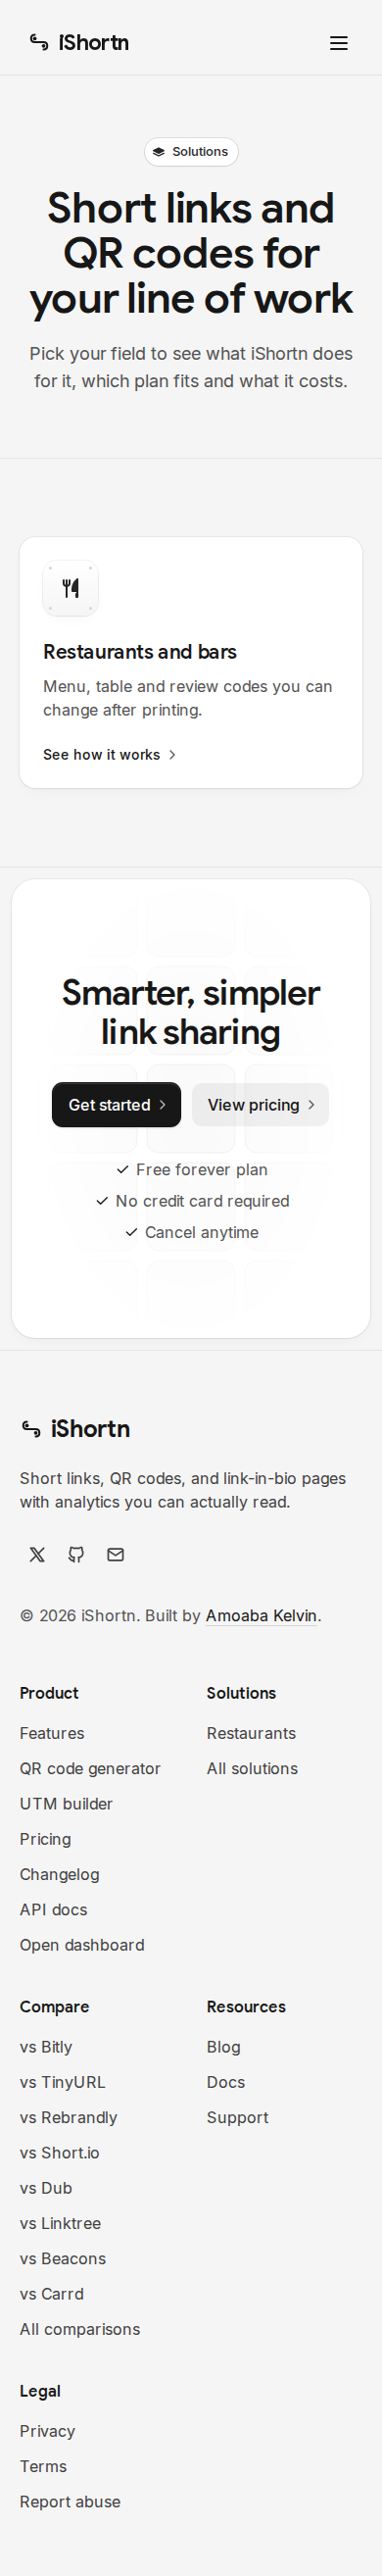 iShortn
Solutions
Short links and
QR codes for
your line of work
Pick your field to see what iShortn does
for it, which plan fits and what it costs.
Restaurants and bars
Menu, table and review codes you can
change after printing.
See how it works
Smarter, simpler
link sharing
Get started
View pricing
Free forever plan
No credit card required
Cancel anytime
iShortn
Short links, QR codes, and link-in-bio pages
with analytics you can actually read.
© 2026 iShortn. Built by Amoaba Kelvin.
Product
Features
QR code generator
UTM builder
Pricing
Changelog
API docs
Open dashboard
Solutions
Restaurants
All solutions
Compare
vs Bitly
vs TinyURL
vs Rebrandly
vs Short.io
vs Dub
vs Linktree
vs Beacons
vs Carrd
All comparisons
Resources
Blog
Docs
Support
Legal
Privacy
Terms
Report abuse